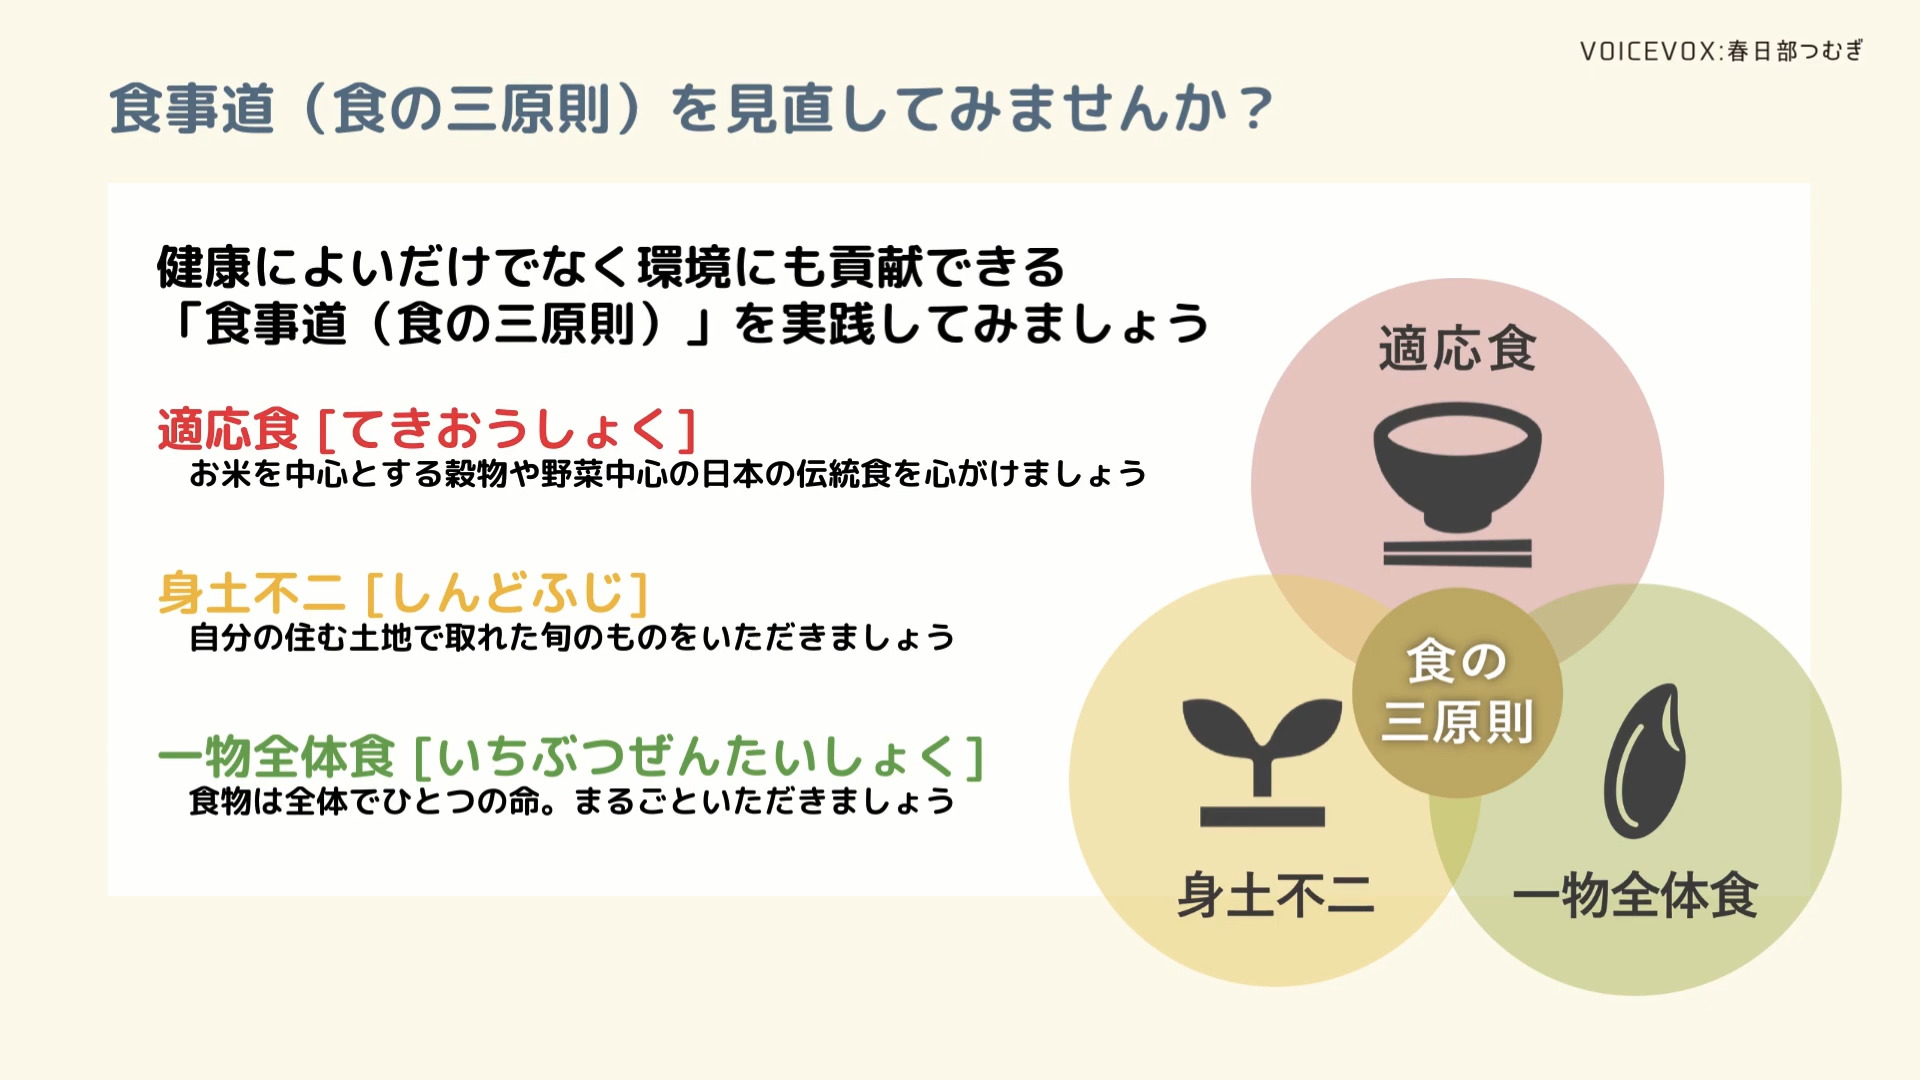 VOICEVOX:春日部つむぎ
食事道（食の三原則）を見直してみませんか？
健康によいだけでなく環境にも貢献できる
「食事道（食の三原則）」を実践してみましょう
適応食 [てきおうしょく]
お米を中心とする穀物や野菜中心の日本の伝統食を心がけましょう
身土不二 [しんどふじ]
自分の住む土地で取れた旬のものをいただきましょう
一物全体食 [いちぶつぜんたいしょく]
食物は全体でひとつの命。まるごといただきましょう
適応食
食の
三原則
身土不二
一物全体食